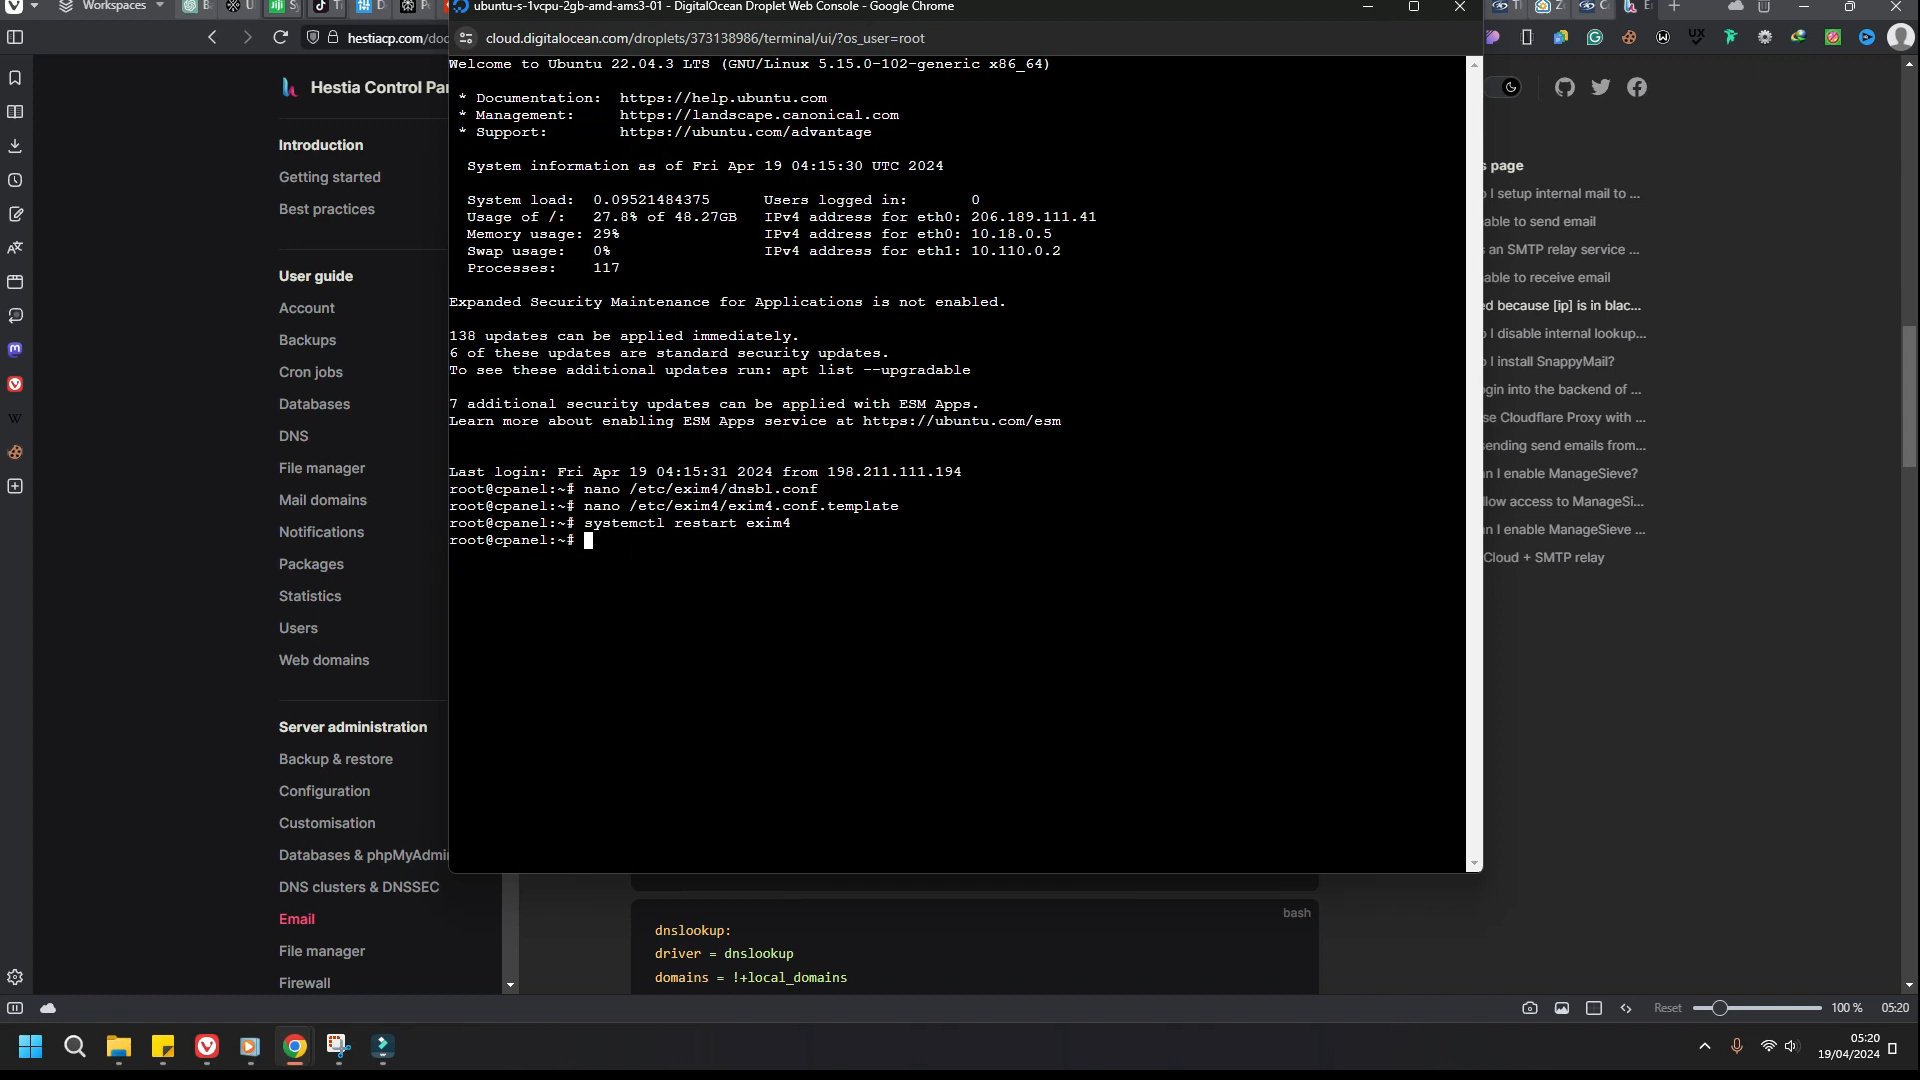 Workspaces
ubuntu-s-1vcpu-2gb-amd-ams3-01 - DigitalOcean Droplet Web Console - Google Chrome
hestiacp.com/doc
cloud.digitalocean.com/droplets/373138986/terminal/ui/?os_user=root
Hestia Control Pan
Introduction
Getting started
Best practices
User guide
Account
Backups
Cron jobs
Databases
DNS
File manager
Mail domains
Notifications
Packages
Statistics
Users
Web domains
Server administration
Backup & restore
Configuration
Customisation
Databases & phpMyAdmin
DNS clusters & DNSSEC
Email
File manager
Firewall
Welcome to Ubuntu 22.04.3 LTS (GNU/Linux 5.15.0-102-generic x86_64)
* Documentation: https://help.ubuntu.com
* Management: https://landscape.canonical.com
* Support: https://ubuntu.com/advantage
System information as of Fri Apr 19 04:15:30 UTC 2024
System load: 0.09521484375 Users logged in: 0
Usage of /: 27.8% of 48.27GB IPv4 address for eth0: 206.189.111.41
Memory usage: 29% IPv4 address for eth0: 10.18.0.5
Swap usage: 0% IPv4 address for eth1: 10.110.0.2
Processes: 117
Expanded Security Maintenance for Applications is not enabled.
138 updates can be applied immediately.
6 of these updates are standard security updates.
To see these additional updates run: apt list --upgradable
7 additional security updates can be applied with ESM Apps.
Learn more about enabling ESM Apps service at https://ubuntu.com/esm
Last login: Fri Apr 19 04:15:31 2024 from 198.211.111.194
root@cpanel:~# nano /etc/exim4/dnsbl.conf
root@cpanel:~# nano /etc/exim4/exim4.conf.template
root@cpanel:~# systemctl restart exim4
root@cpanel:~#
s page
o I setup internal mail to ...
able to send email
s an SMTP relay service ...
able to receive email
ed because [ip] is in blac...
o I disable internal lookup...
o I install SnappyMail?
ogin into the backend of ...
se Cloudflare Proxy with ...
sending send emails from...
n I enable ManageSieve?
llow access to ManageSi...
n I enable ManageSieve ...
Cloud + SMTP relay
bash
dnslookup:
driver = dnslookup
domains = !+local_domains
Reset
100 %
05:20
05:20
19/04/2024